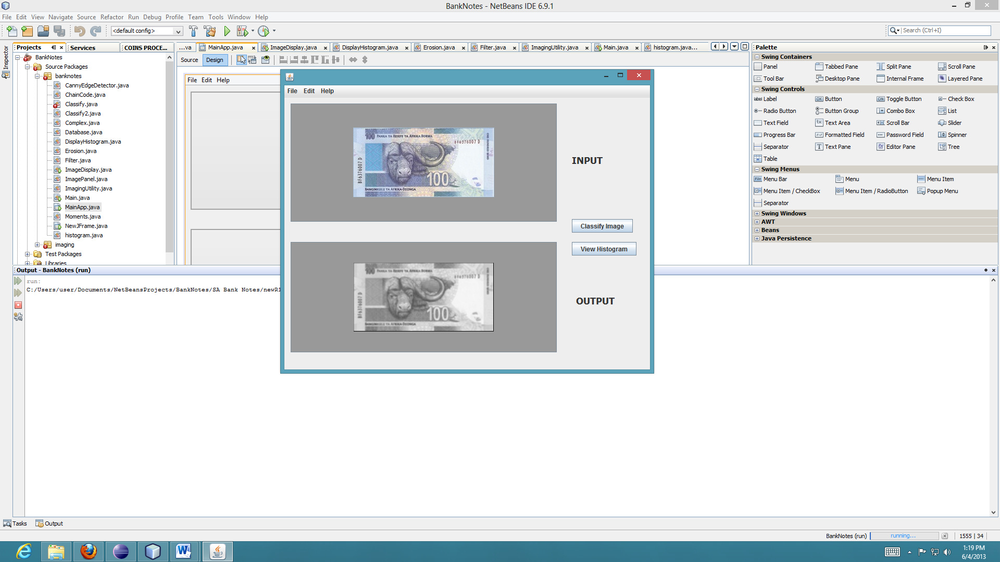 BankNotes - NetBeans IDE 6.9.1
File Edit View Navigate Source Refactor Run Debug Profile Team Tools Window Help
<default config>
Search (Ctrl+I)
Inspector
Projects
Services
COINS PROCE...
BankNotes
Source Packages
banknotes
CannyEdgeDetector.java
ChainCode.java
Classify.java
Classify2.java
Complex.java
Database.java
DisplayHistogram.java
Erosion.java
Filter.java
ImageDisplay.java
ImagePanel.java
ImagingUtility.java
Main.java
MainApp.java
Moments.java
NewJFrame.java
histogram.java
imaging
Test Packages
Libraries
...va MainApp.java ImageDisplay.java DisplayHistogram.java Erosion.java Filter.java ImagingUtility.java Main.java histogram.java...
Source Design
File Edit Help
File Edit Help
100 PANKA YA RESEFE YA AFRIKA BORWA
BF6376007 D
ONE HUNDRED RAND
BF6376007 D
100
BANGINKULU YA AFRIKA-DZONGA
INPUT
Classify Image
View Histogram
100 PANKA YA RESEFE YA AFRIKA BORWA
BF6376007 D
BF6376007 D
100
BANGINKULU YA AFRIKA-DZONGA
OUTPUT
Palette
Swing Containers
Panel Tabbed Pane Split Pane Scroll Pane
Tool Bar Desktop Pane Internal Frame Layered Pane
Swing Controls
label Label OK Button ON Toggle Button Check Box
Radio Button Button Group Combo Box List
Text Field Text Area Scroll Bar Slider
Progress Bar Formatted Field Password Field Spinner
Separator Text Pane Editor Pane Tree
Table
Swing Menus
File Menu Bar Menu Menu Item
Menu Item / CheckBox Menu Item / RadioButton Popup Menu
Separator
Swing Windows
AWT
Beans
Java Persistence
Output - BankNotes (run)
run:
C:/Users/user/Documents/NetBeansProjects/BankNotes/SA Bank Notes/newR1
Tasks Output
BankNotes (run) running... 1555 | 34
1:19 PM
6/4/2013